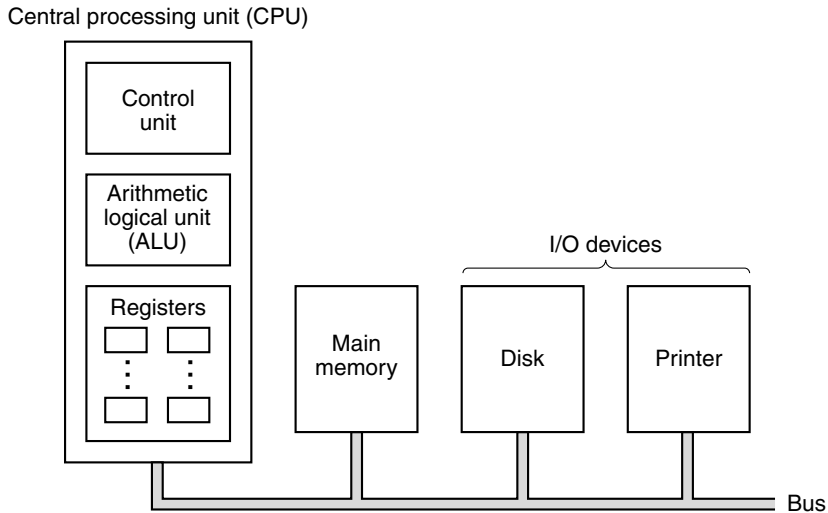 Central processing unit (CPU)
Control
unit
Arithmetic
logical unit
(ALU)
Registers
I/O devices
Main
memory
Disk
Printer
Bus